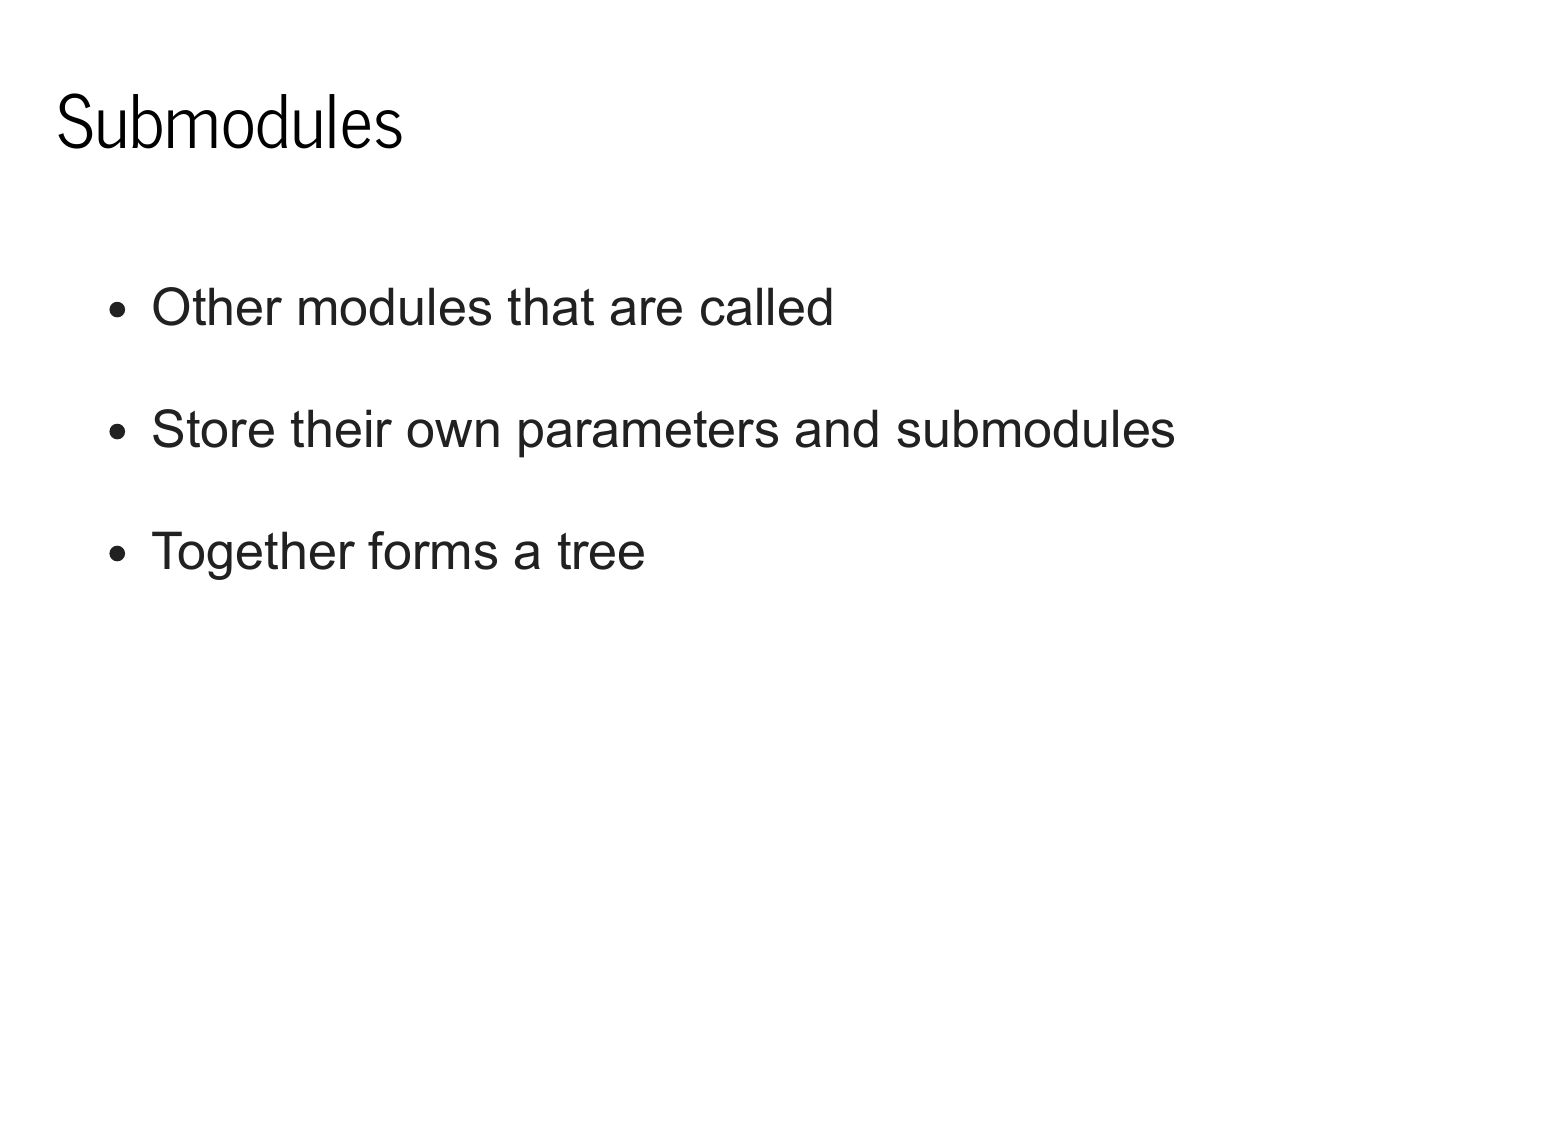 Submodules
• Other modules that are called
• Store their own parameters and submodules
• Together forms a tree